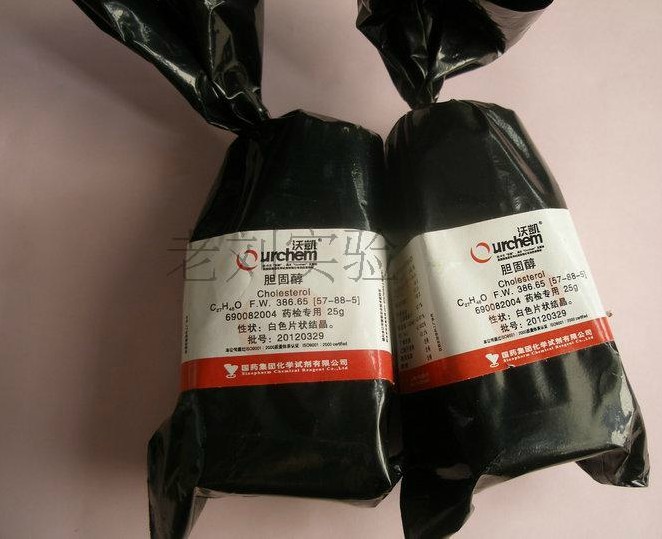 沃凯®
Ourchem
胆固醇
Cholesterol
C₂₇H₄₆O F.W. 386.65 [57-88-5]
690082004 药检专用 25g
性状: 白色片状结晶。
批号: 20120329
国药集团化学试剂有限公司
Sinopharm Chemical Reagent Co.,Ltd
沃凯®
Ourchem
胆固醇
Cholesterol
C₂₇H₄₆O F.W. 386.65 [57-88-5]
690082004 药检专用 25g
性状: 白色片状结晶。
批号: 20120329
国药集团化学试剂有限公司
Sinopharm Chemical Reagent Co.,Ltd
老刘实验